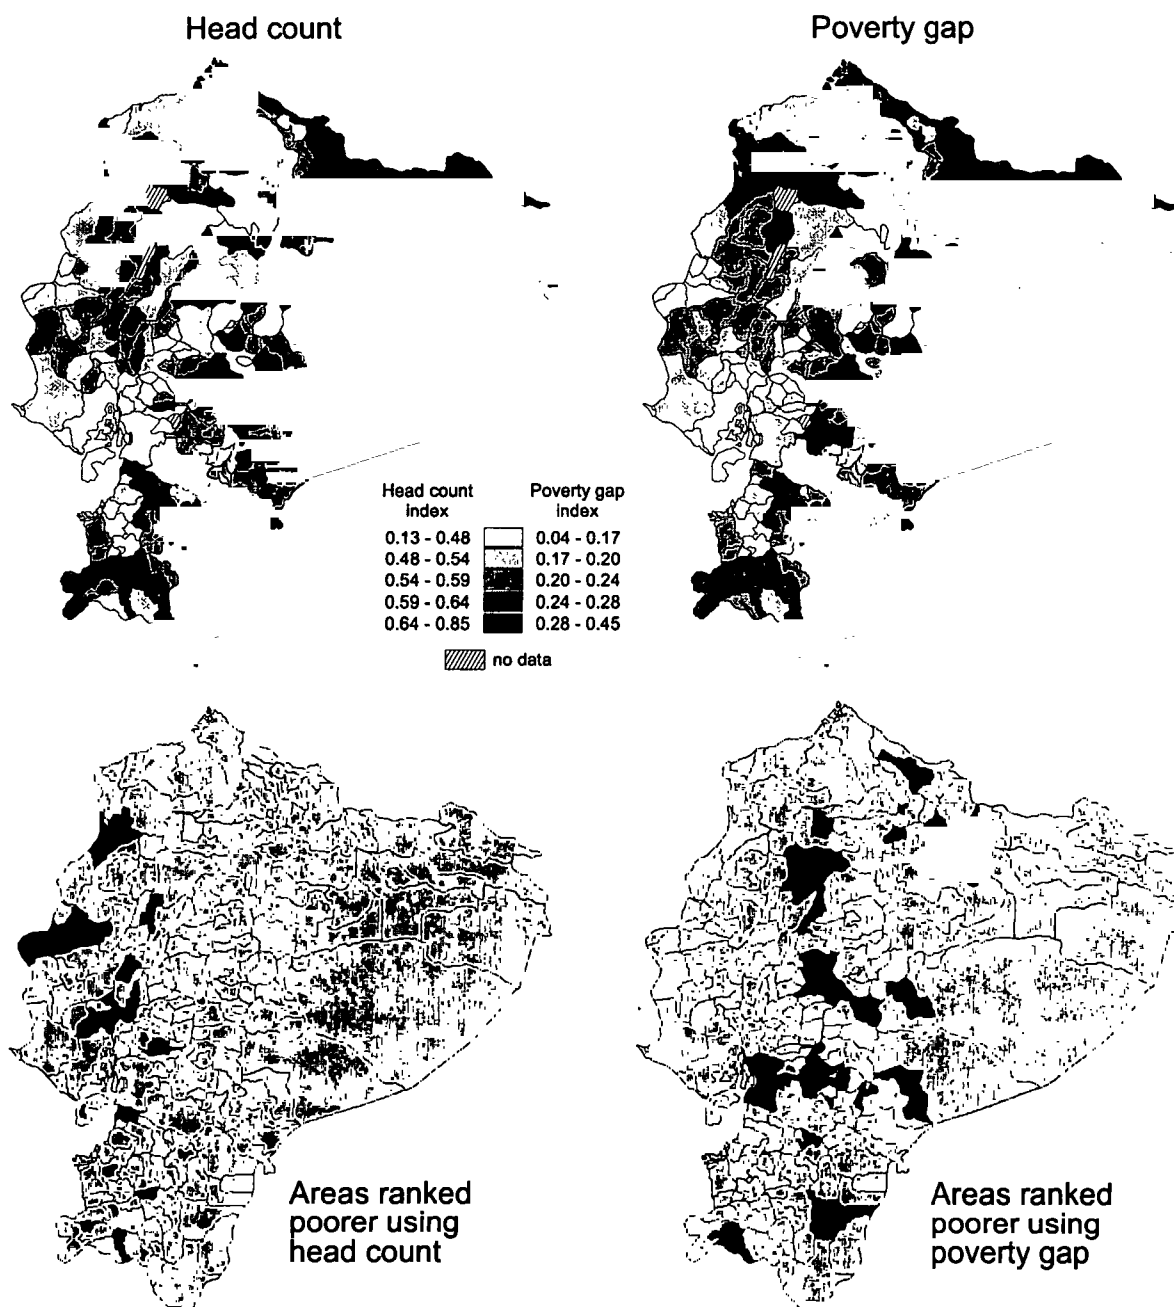 Head count
Poverty gap
Head count
index
Poverty gap
index
0.13 - 0.48
0.04 - 0.17
0.48 - 0.54
0.17 - 0.20
0.54 - 0.59
0.20 - 0.24
0.59 - 0.64
0.24 - 0.28
0.64 - 0.85
0.28 - 0.45
no data
Areas ranked
poorer using
head count
Areas ranked
poorer using
poverty gap